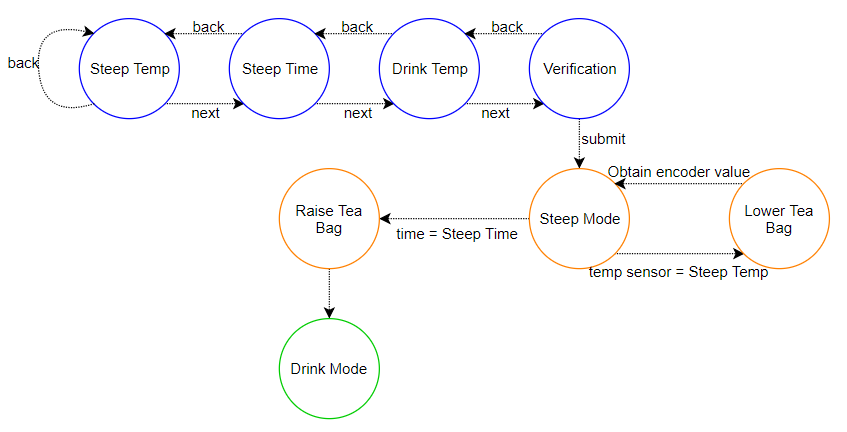 back
back
back
back
Steep Temp
Steep Time
Drink Temp
Verification
next
next
next
submit
Obtain encoder value
Raise Tea
Bag
Steep Mode
Lower Tea
Bag
time = Steep Time
temp sensor = Steep Temp
Drink Mode